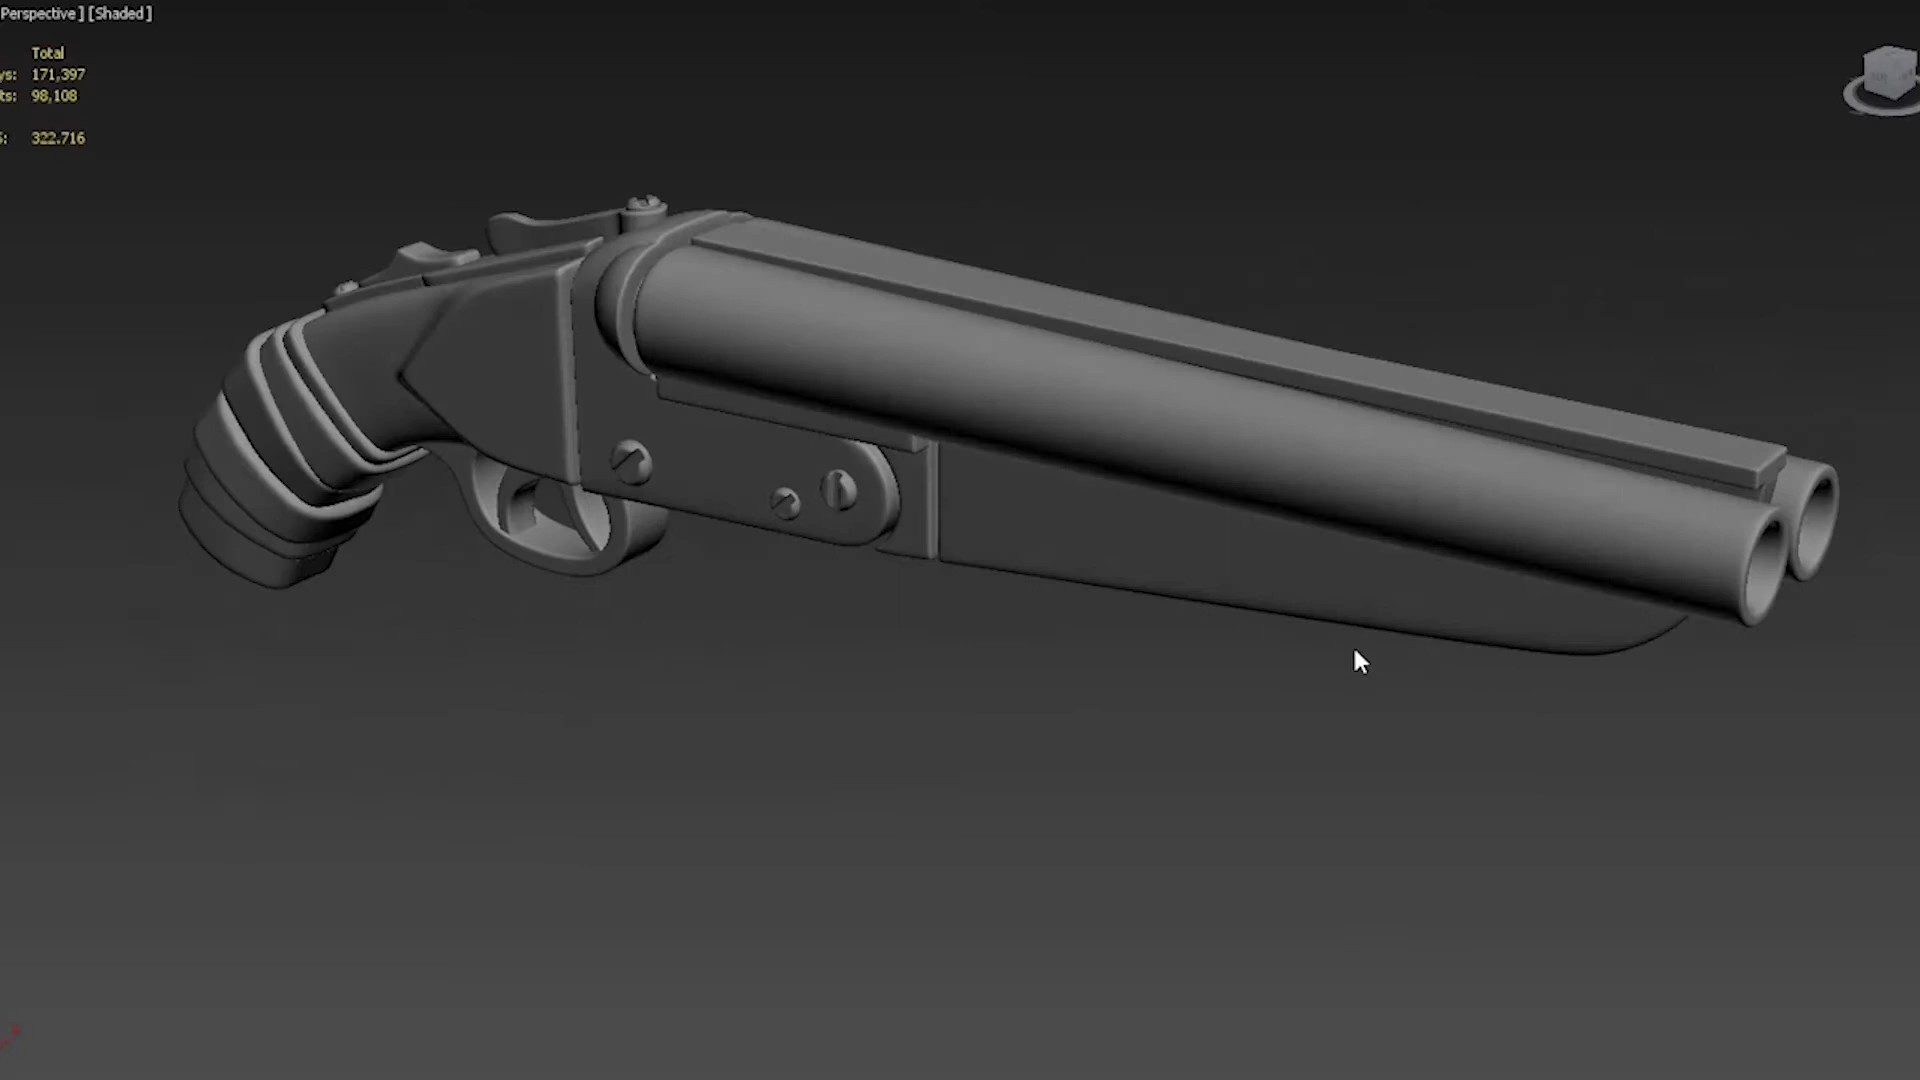 Perspective ] [Shaded ]
Total
ys: 171,397
ts: 98,108
S: 322.716